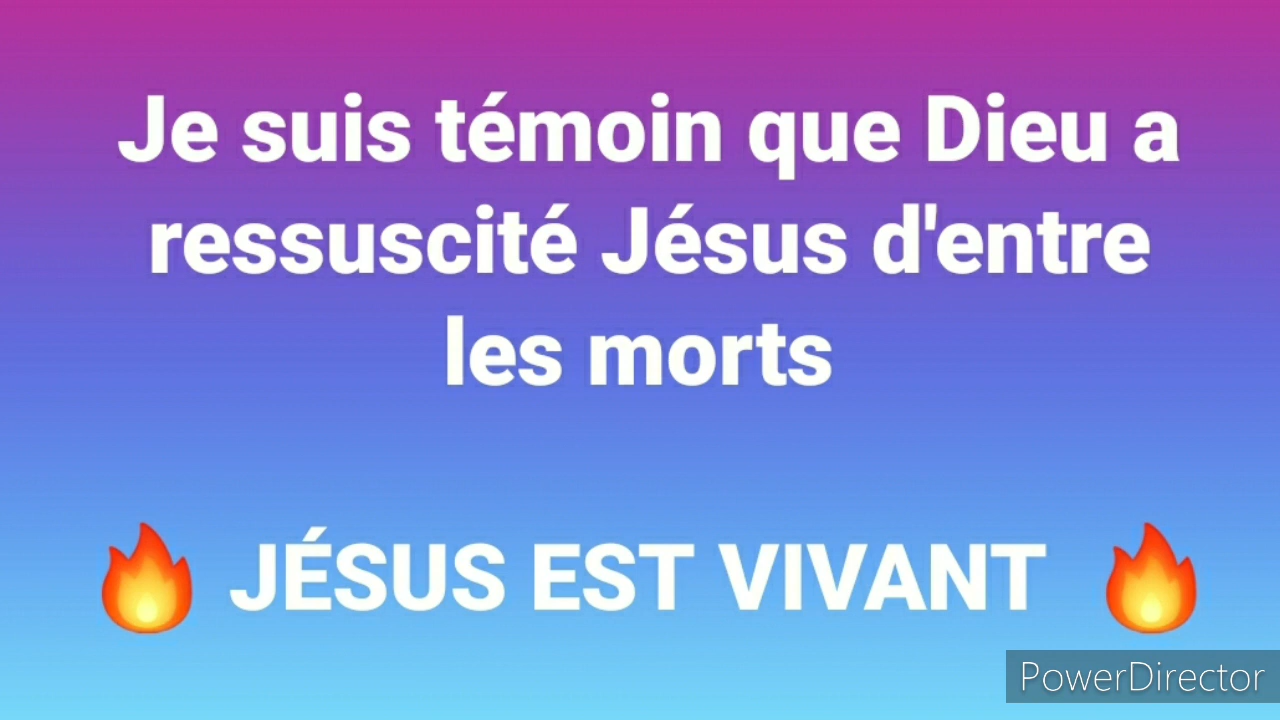 Je suis témoin que Dieu a
ressuscité Jésus d'entre
les morts
🔥 JÉSUS EST VIVANT 🔥
PowerDirector